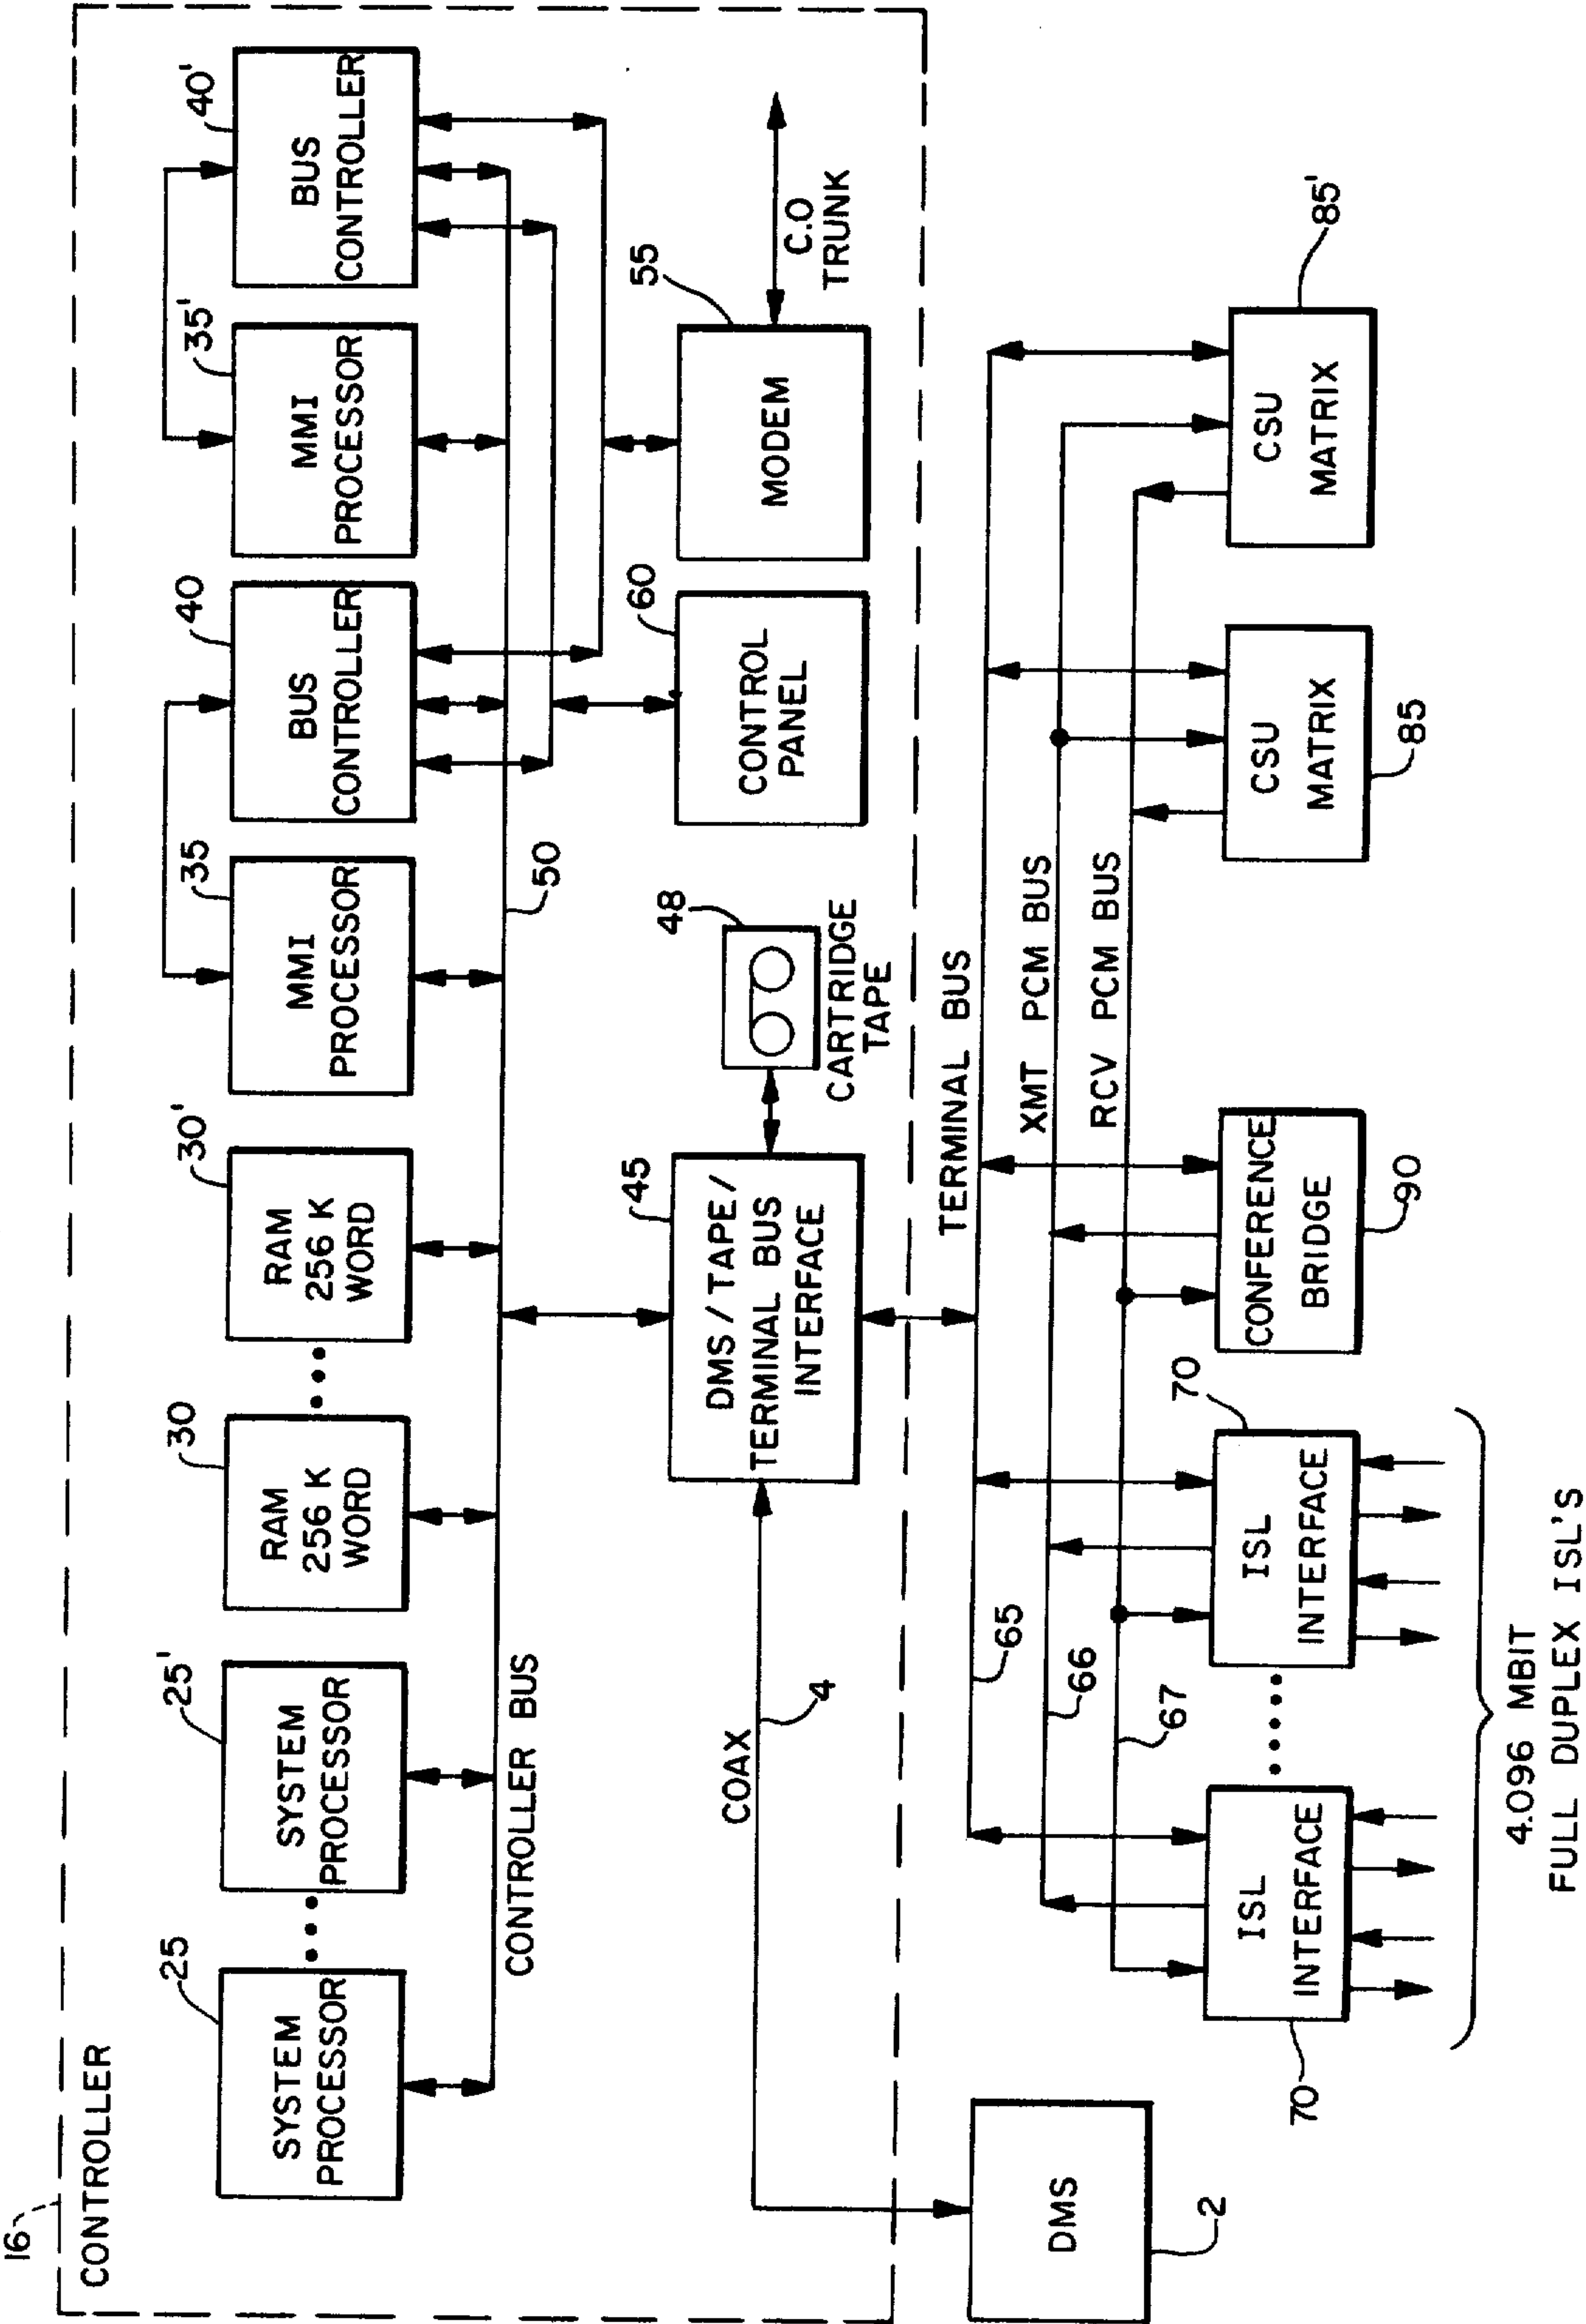 16
CONTROLLER
25
SYSTEM
PROCESSOR
25'
SYSTEM
PROCESSOR
30
RAM
256 K
WORD
30'
RAM
256 K
WORD
35
MMI
PROCESSOR
40
BUS
CONTROLLER
35'
MMI
PROCESSOR
40'
BUS
CONTROLLER
CONTROLLER BUS
50
COAX
4
45
DMS/TAPE/
TERMINAL BUS
INTERFACE
48
CARTRIDGE
TAPE
60
CONTROL
PANEL
55
MODEM
C.O
TRUNK
TERMINAL BUS
XMT PCM BUS
RCV PCM BUS
65
66
67
DMS
2
ISL
INTERFACE
70
ISL
INTERFACE
70
CONFERENCE
BRIDGE
90
CSU
MATRIX
85
CSU
MATRIX
85'
4.096 MBIT
FULL DUPLEX ISL'S